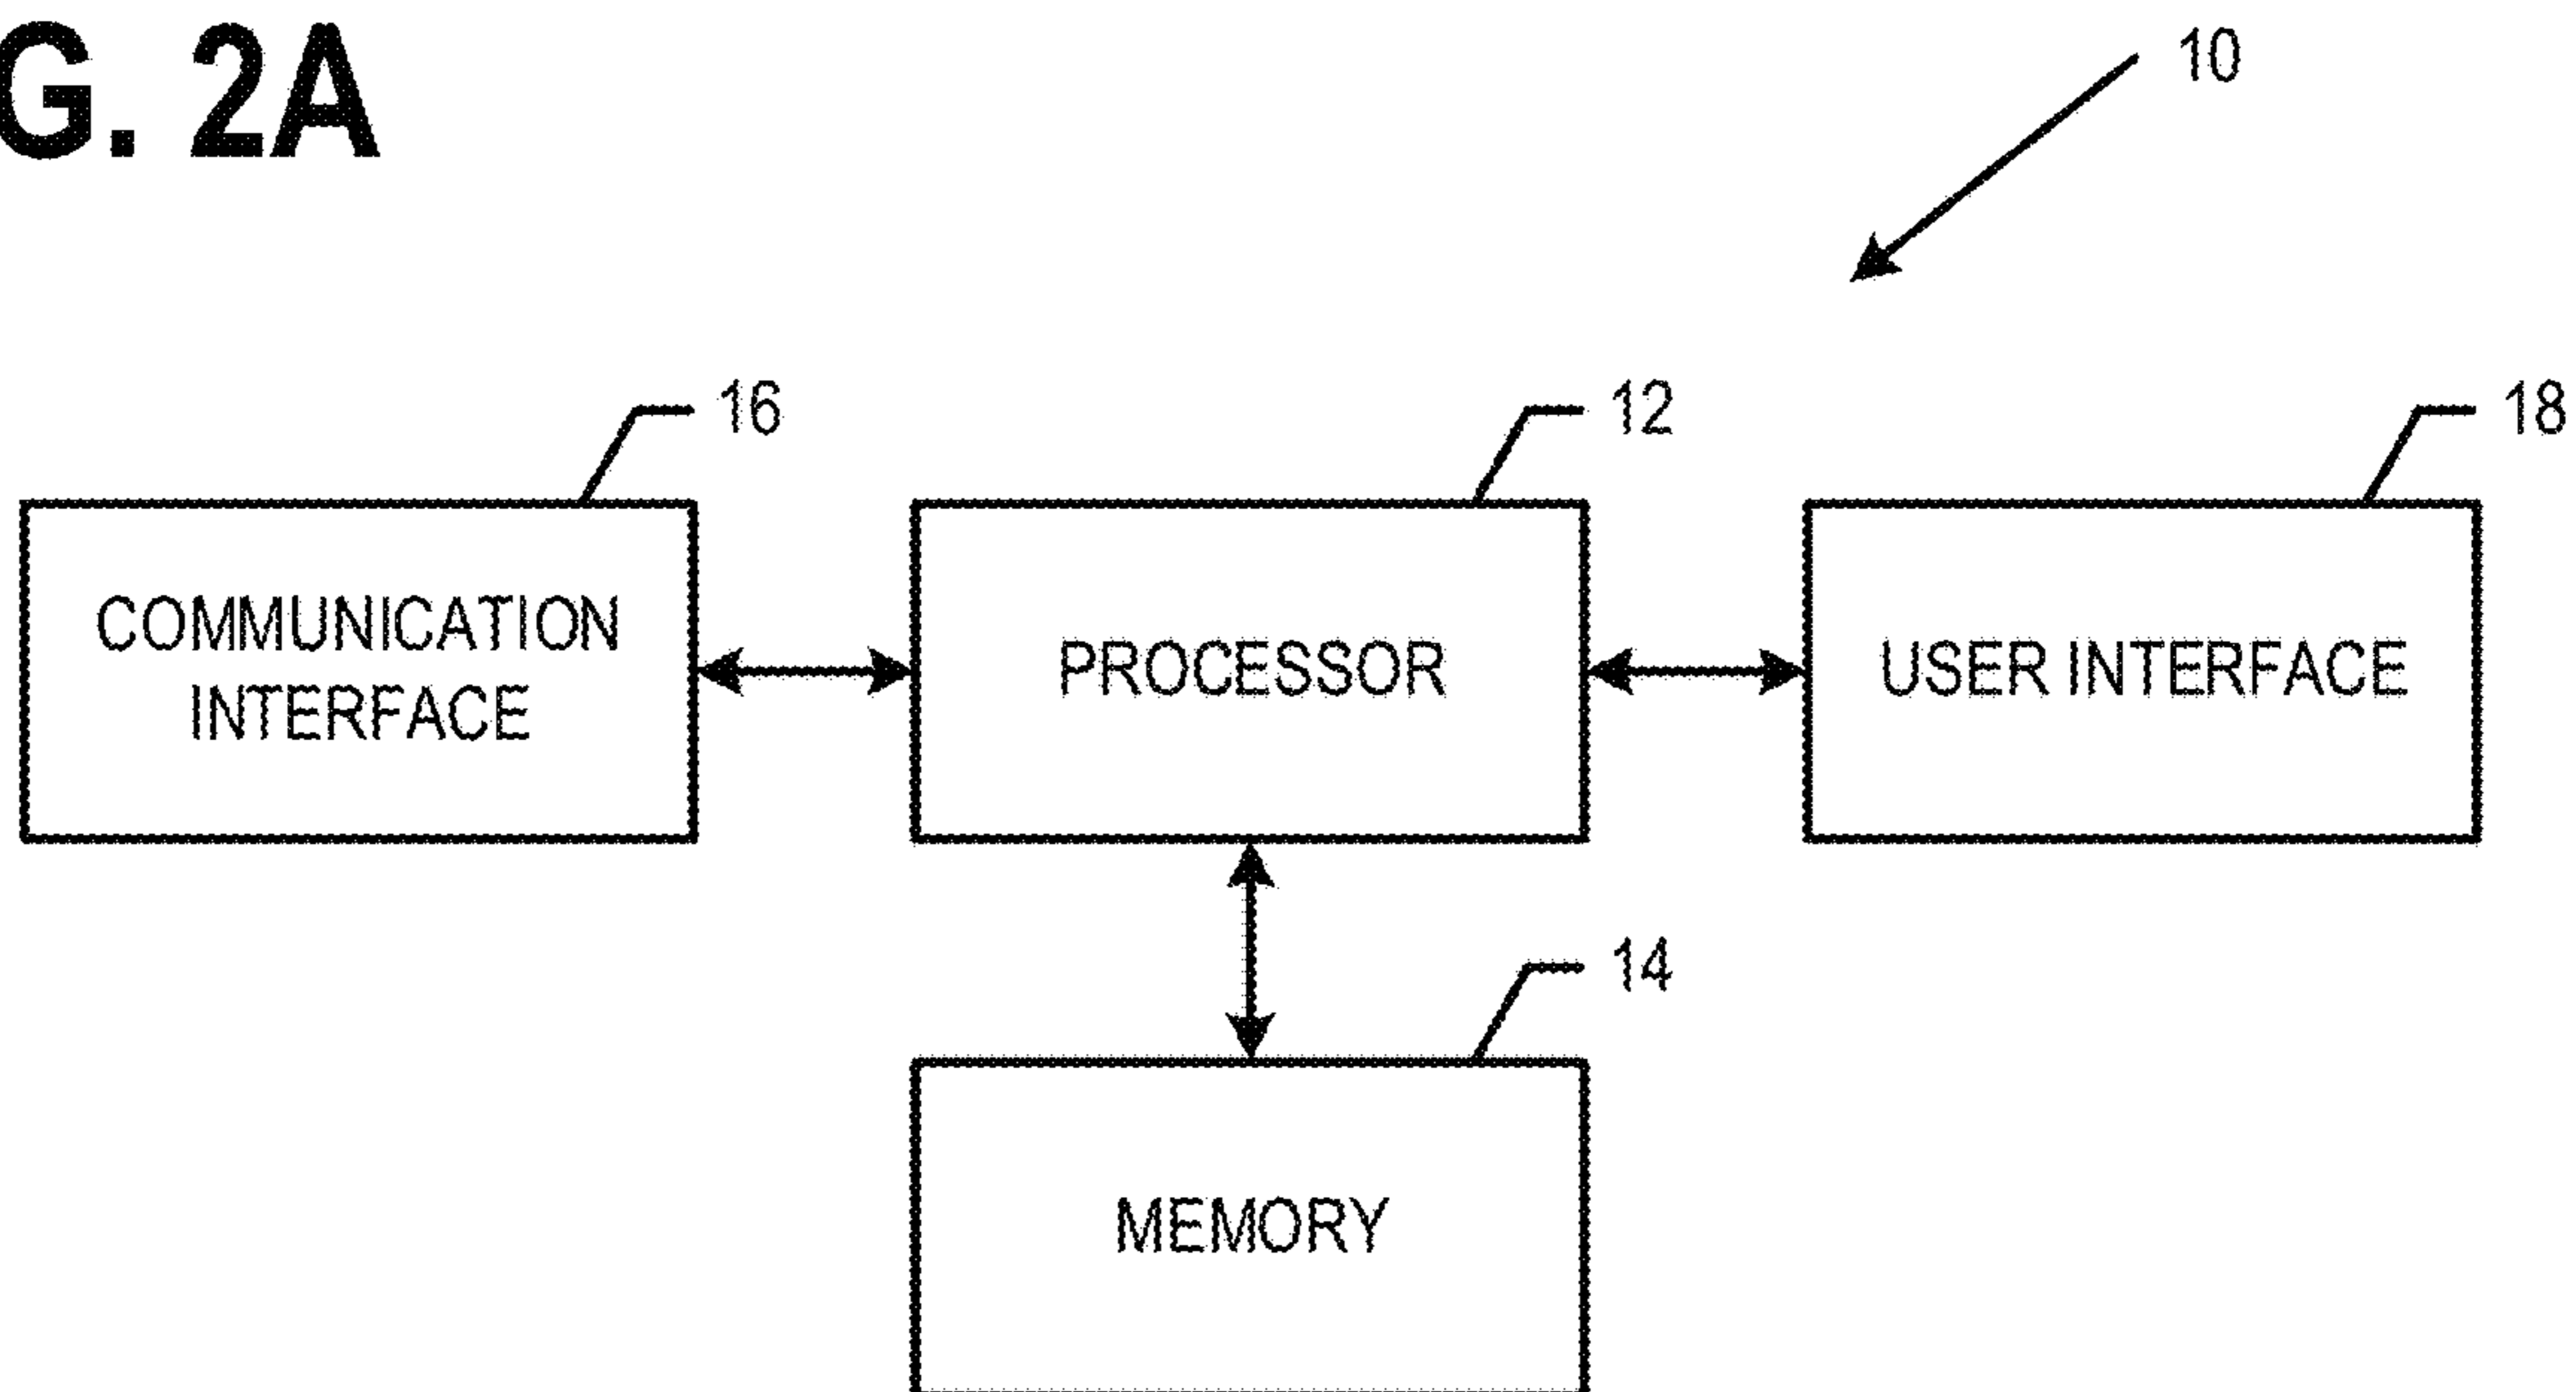 G. 2A
10
16
12
18
COMMUNICATION
INTERFACE
PROCESSOR
USER INTERFACE
14
MEMORY